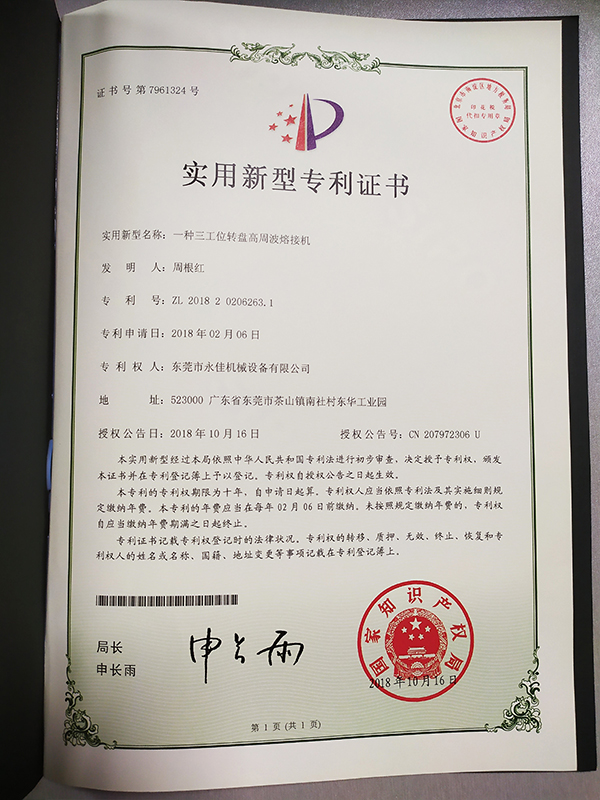 证书号第7961324号
印花税
代扣专用章
实用新型专利证书
实用新型名称：一种三工位转盘高周波熔接机
发明人：周根红
专利号：ZL 2018 2 0206263.1
专利申请日：2018年02月06日
专利权人：东莞市永佳机械设备有限公司
地址：523000 广东省东莞市茶山镇南社村东华工业园
授权公告日：2018年10月16日 授权公告号：CN 207972306 U
本实用新型经过本局依照中华人民共和国专利法进行初步审查，决定授予专利权，颁发
本证书并在专利登记簿上予以登记。专利权自授权公告之日起生效。
本专利的专利权期限为十年，自申请日起算。专利权人应当依照专利法及其实施细则规
定缴纳年费。本专利的年费应当在每年02月06日前缴纳。未按照规定缴纳年费的，专利权
自应当缴纳年费期满之日起终止。
专利证书记载专利权登记时的法律状况。专利权的转移、质押、无效、终止、恢复和专
利权人的姓名或名称、国籍、地址变更等事项记载在专利登记簿上。
局长
申长雨
申长雨
国家知识产权局
2018年10月16日
第1页(共1页)